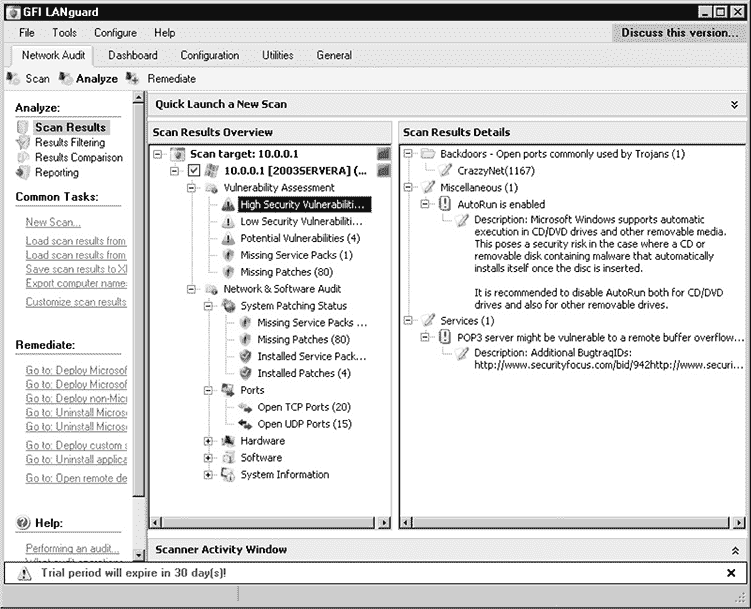 GFI LANguard
File Tools Configure Help
Discuss this version...
Network Audit Dashboard Configuration Utilities General
Scan Analyze Remediate
Analyze:
Scan Results
Results Filtering
Results Comparison
Reporting
Common Tasks:
New Scan...
Load scan results from
Load scan results from
Save scan results to XI
Export computer name:
Customize scan results
Remediate:
Go to: Deploy Microsof
Go to: Deploy Microsof
Go to: Deploy non-Micr
Go to: Uninstall Micros
Go to: Uninstall Micros
Go to: Deploy custom s
Go to: Uninstall applica
Go to: Open remote de
Help:
Performing an audit...
Quick Launch a New Scan
Scan Results Overview
Scan target: 10.0.0.1
10.0.0.1 [2003SERVERA] (...
Vulnerability Assessment
High Security Vulnerabiliti...
Low Security Vulnerabiliti...
Potential Vulnerabilities (4)
Missing Service Packs (1)
Missing Patches (80)
Network & Software Audit
System Patching Status
Missing Service Packs ...
Missing Patches (80)
Installed Service Pack...
Installed Patches (4)
Ports
Open TCP Ports (20)
Open UDP Ports (15)
Hardware
Software
System Information
Scan Results Details
Backdoors - Open ports commonly used by Trojans (1)
CrazzyNet(1167)
Miscellaneous (1)
AutoRun is enabled
Description: Microsoft Windows supports automatic
execution in CD/DVD drives and other removable media.
This poses a security risk in the case where a CD or
removable disk containing malware that automatically
installs itself once the disc is inserted.
It is recommended to disable AutoRun both for CD/DVD
drives and also for other removable drives.
Services (1)
POP3 server might be vulnerable to a remote buffer overflow...
Description: Additional BugtraqIDs:
http://www.securityfocus.com/bid/942http://www.securi...
Scanner Activity Window
Trial period will expire in 30 day(s)!